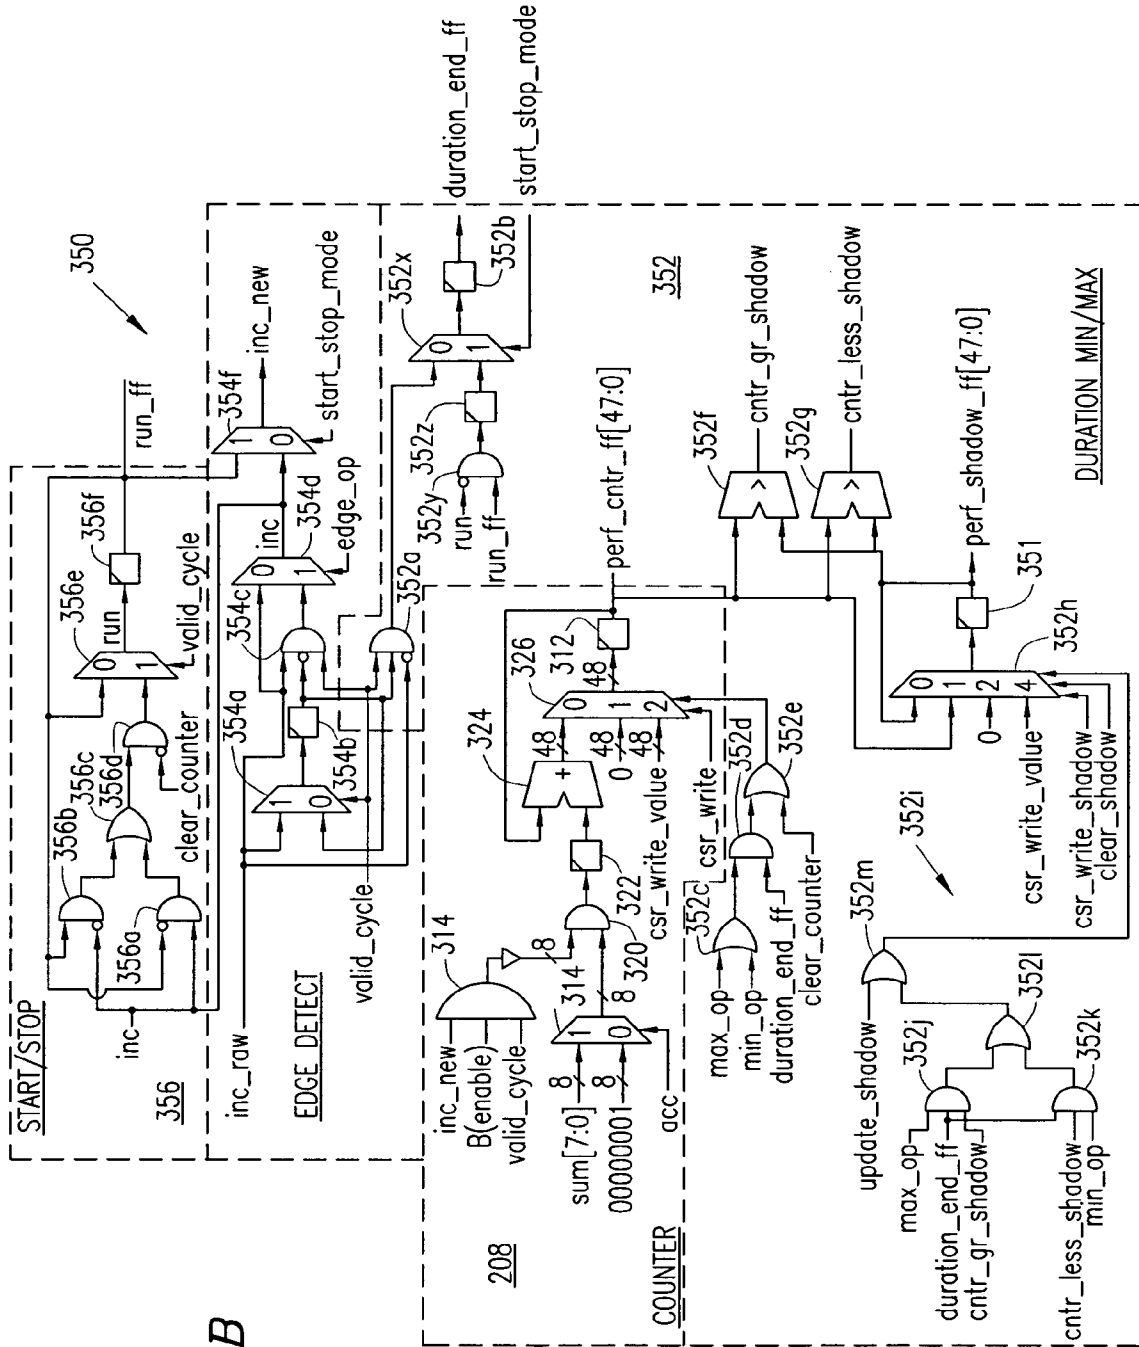 350
START/STOP
356
inc
356a
356b
356c
356d
clear_counter
356e
0
1
run
valid_cycle
356f
run_ff
EDGE DETECT
inc_raw
354a
1
0
354b
valid_cycle
354c
354d
0
1
inc
edge_op
354f
1
0
inc_new
start_stop_mode
352a
352x
0
1
352b
duration_end_ff
start_stop_mode
352y
352z
run
run_ff
B
208
COUNTER
inc_new
B(enable)
valid_cycle
314
8
sum[7:0]
00000001
8
8
314
1
0
8
acc
320
322
324
+
48
0
48
csr_write_value
48
csr_write
326
0
1
2
48
312
perf_cntr_ff[47:0]
max_op
min_op
352c
duration_end_ff
clear_counter
352d
352e
352
352f
>
cntr_gr_shadow
352g
<
cntr_less_shadow
DURATION MIN/MAX
0
1
2
4
0
csr_write_value
csr_write_shadow
clear_shadow
352h
351
perf_shadow_ff[47:0]
352i
update_shadow
352m
max_op
duration_end_ff
cntr_gr_shadow
352j
352l
cntr_less_shadow
min_op
352k